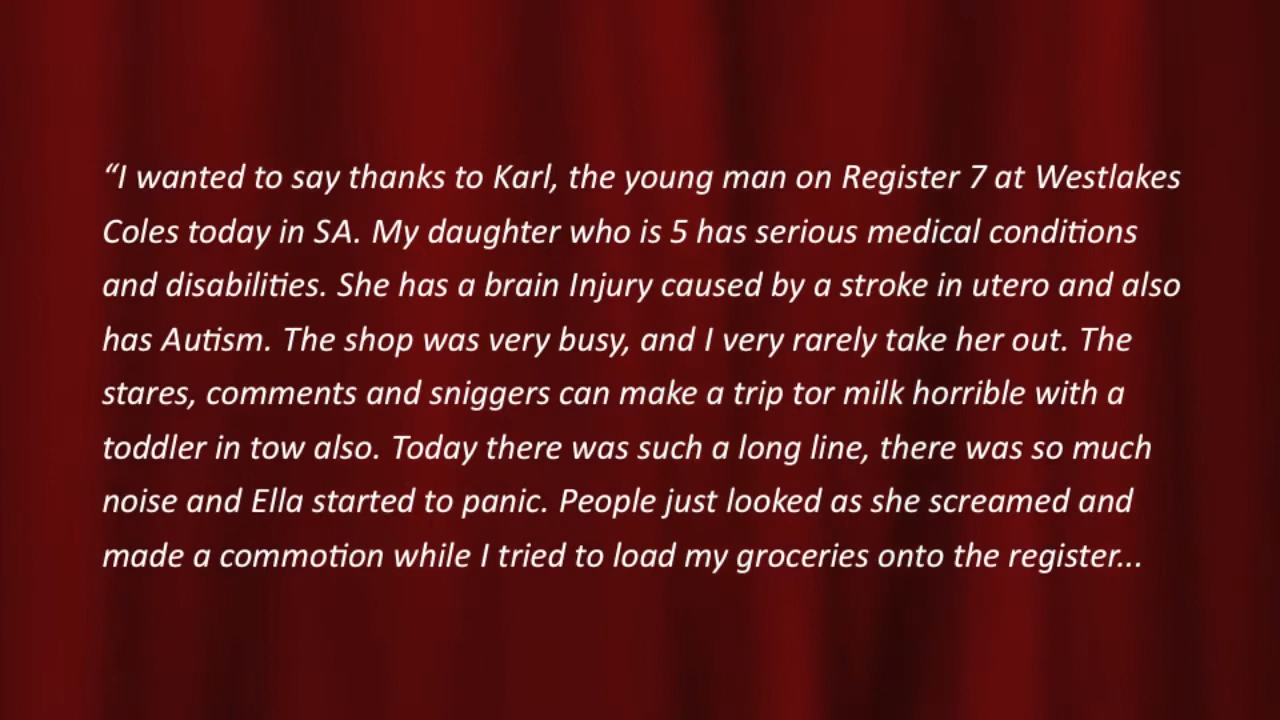 “I wanted to say thanks to Karl, the young man on Register 7 at Westlakes
Coles today in SA. My daughter who is 5 has serious medical conditions
and disabilities. She has a brain Injury caused by a stroke in utero and also
has Autism. The shop was very busy, and I very rarely take her out. The
stares, comments and sniggers can make a trip tor milk horrible with a
toddler in tow also. Today there was such a long line, there was so much
noise and Ella started to panic. People just looked as she screamed and
made a commotion while I tried to load my groceries onto the register...